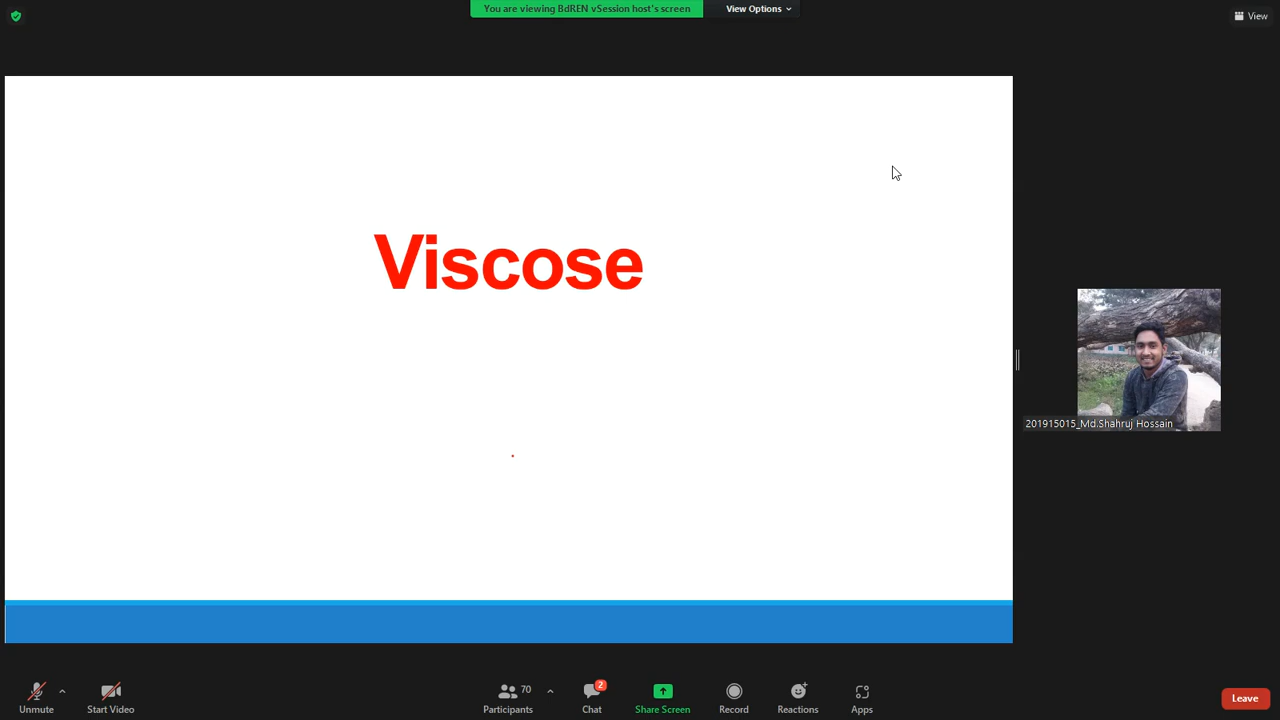 You are viewing BdREN vSession host's screen
View Options
View
Viscose
201915015_Md.Shahruj Hossain
Unmute
Start Video
70
Participants
2
Chat
Share Screen
Record
Reactions
Apps
Leave